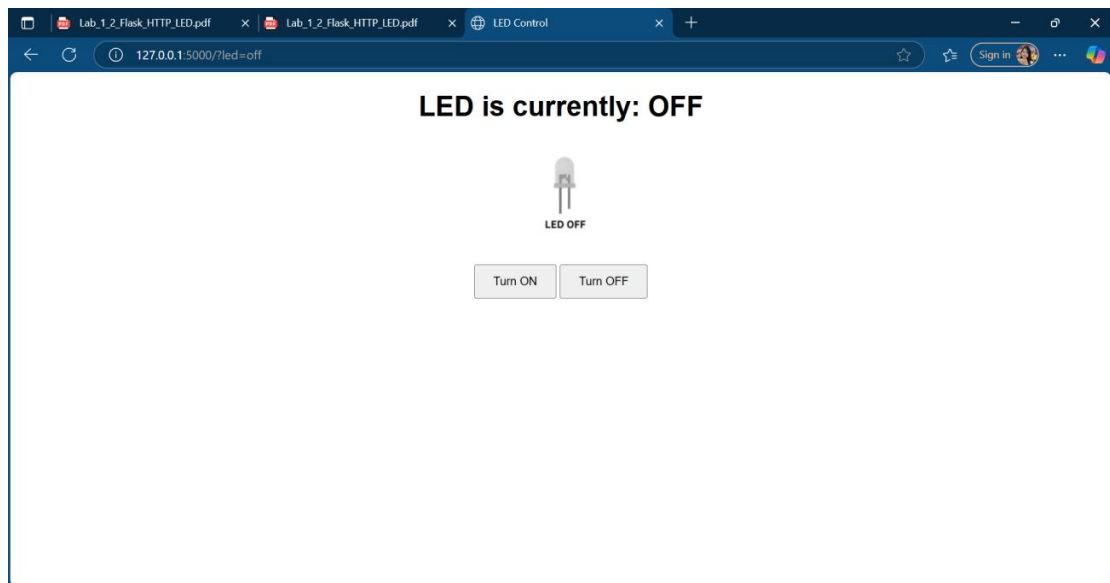 Lab_1_2_Flask_HTTP_LED.pdf Lab_1_2_Flask_HTTP_LED.pdf LED Control
127.0.0.1:5000/?led=off Sign in
LED is currently: OFF
LED OFF
Turn ON Turn OFF